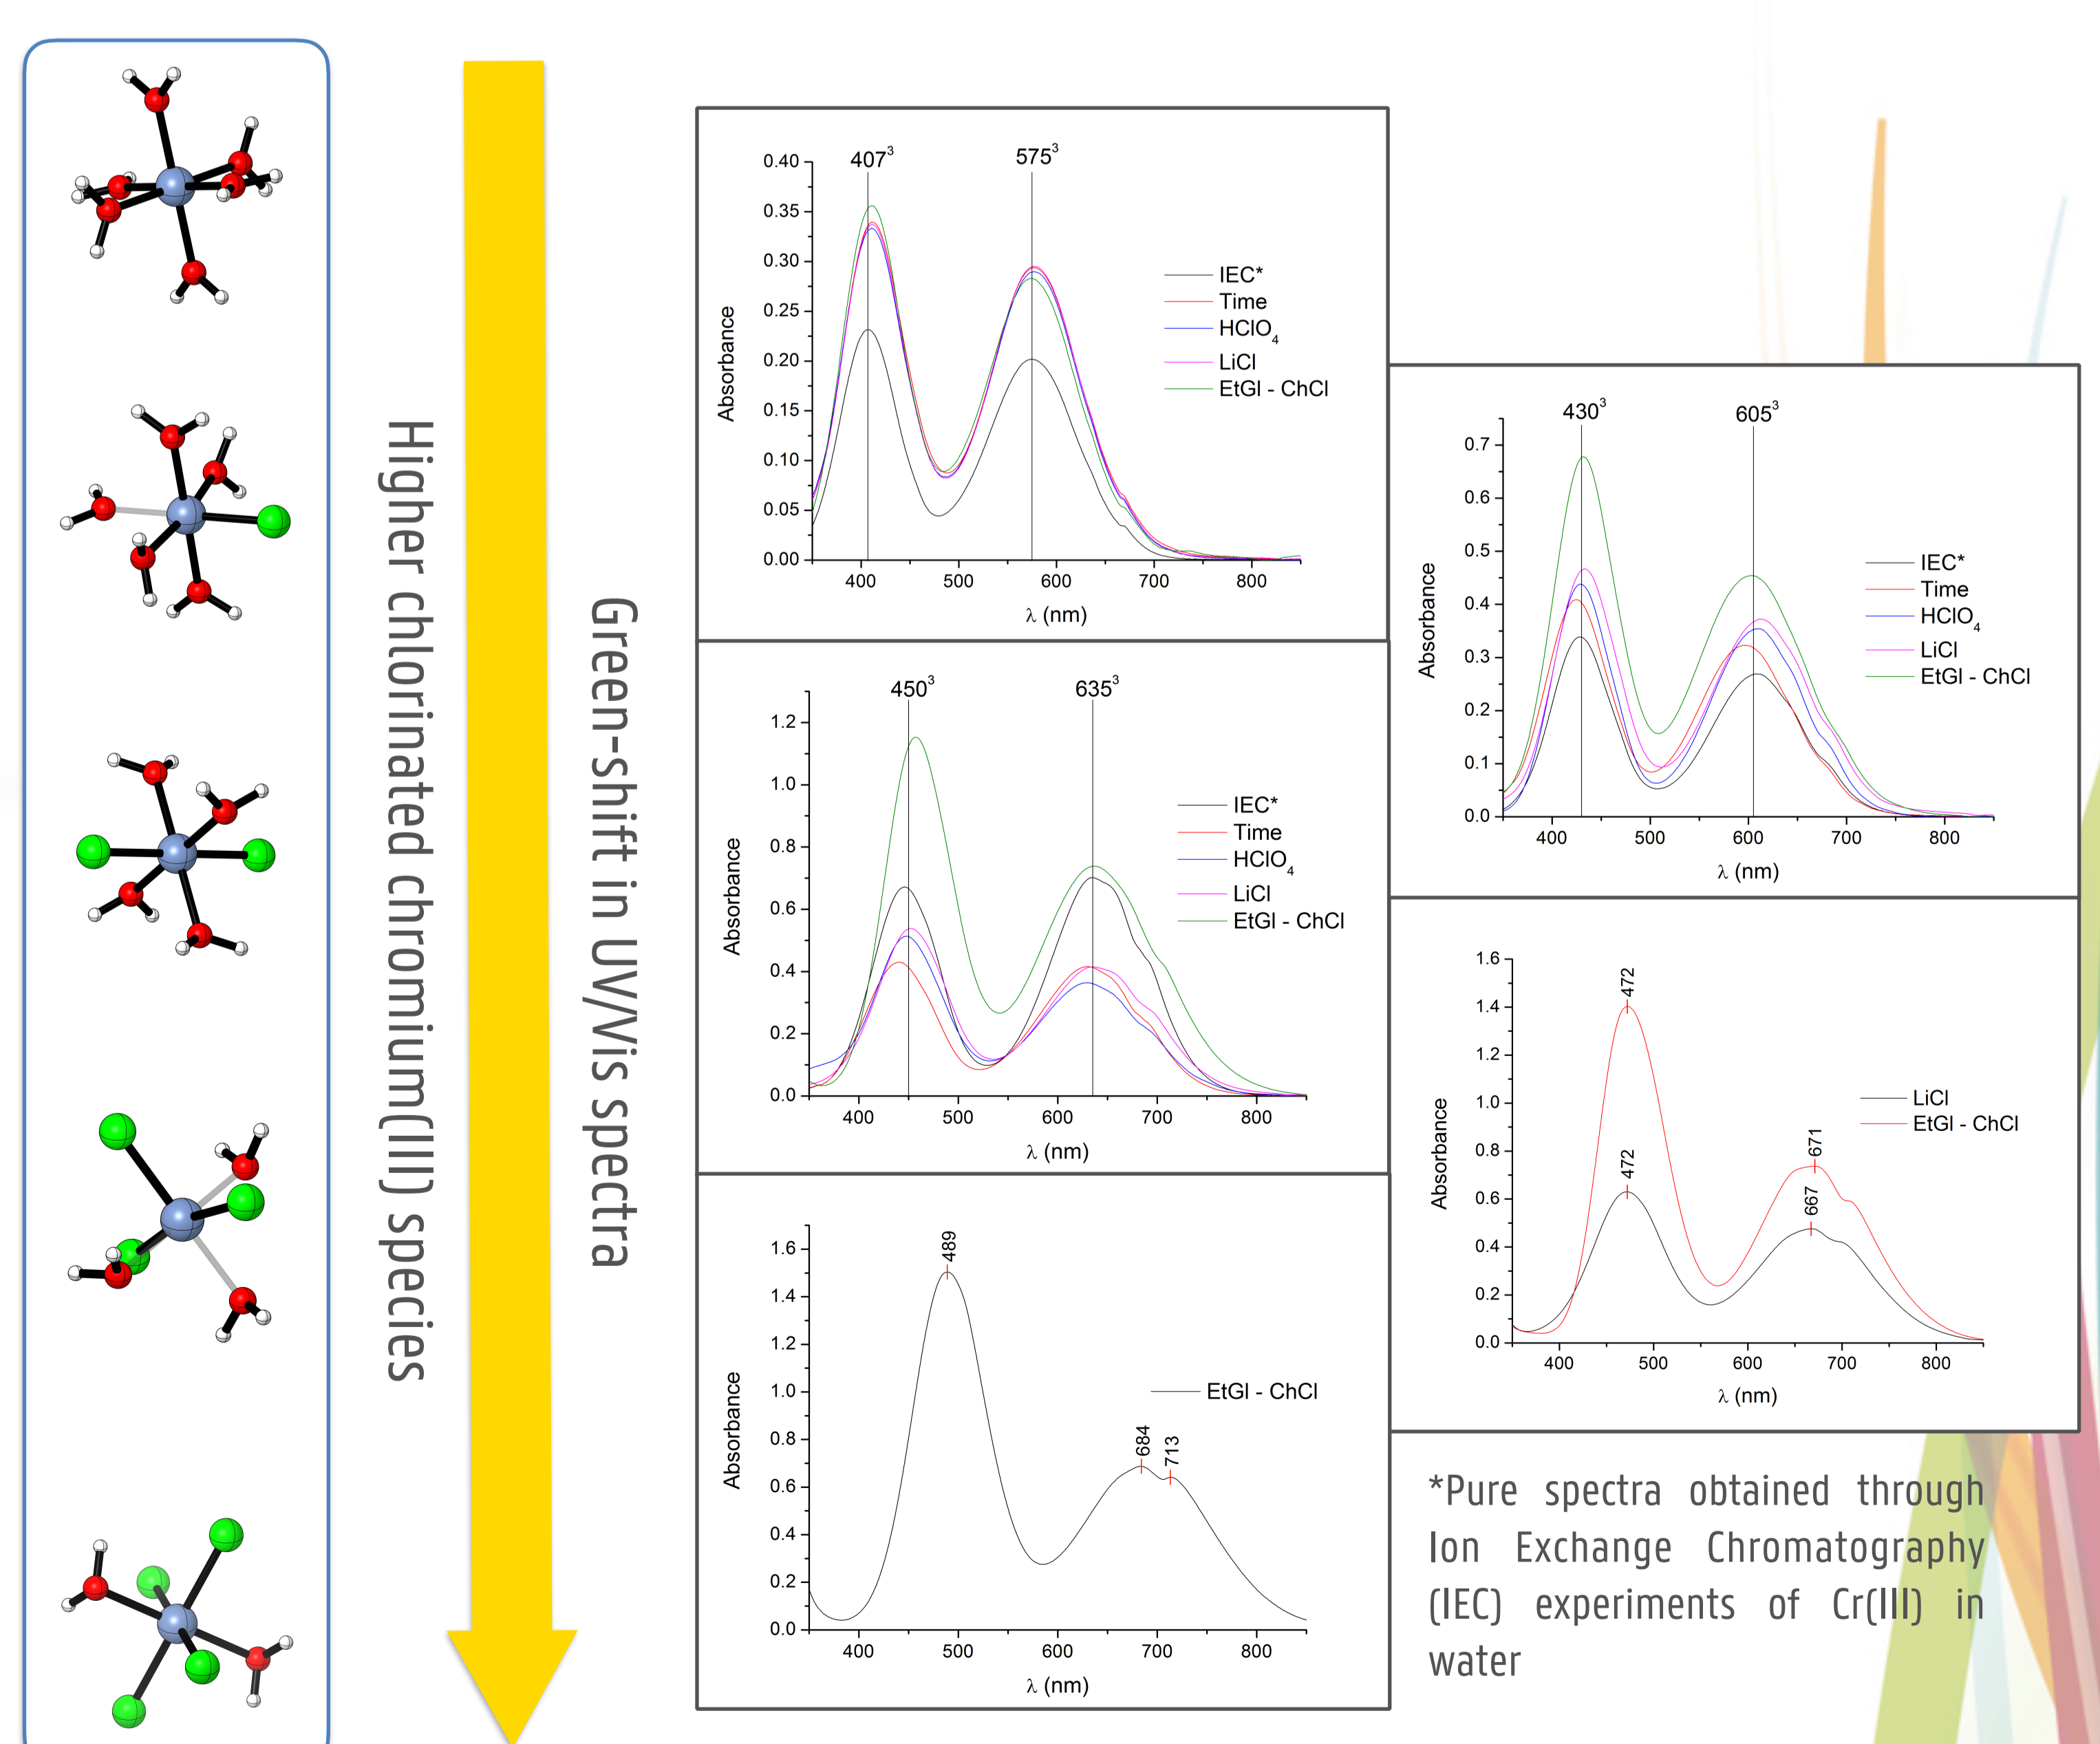 Higher chlorinated chromium(III) species
Green-shift in UV/Vis spectra
407³ 575³
0.40
0.35
0.30
0.25
0.20
0.15
0.10
0.05
0.00
Absorbance
IEC*
Time
HClO₄
LiCl
EtGl - ChCl
400 500 600 700 800
λ (nm)
430³ 605³
0.7
0.6
0.5
0.4
0.3
0.2
0.1
0.0
Absorbance
IEC*
Time
HClO₄
LiCl
EtGl - ChCl
400 500 600 700 800
λ (nm)
450³ 635³
1.2
1.0
0.8
0.6
0.4
0.2
0.0
Absorbance
IEC*
Time
HClO₄
LiCl
EtGl - ChCl
400 500 600 700 800
λ (nm)
1.6
1.4
1.2
1.0
0.8
0.6
0.4
0.2
0.0
Absorbance
472
472
671
667
LiCl
EtGl - ChCl
400 500 600 700 800
λ (nm)
1.6
1.4
1.2
1.0
0.8
0.6
0.4
0.2
0.0
Absorbance
489
684
713
EtGl - ChCl
400 500 600 700 800
λ (nm)
*Pure spectra obtained through
Ion Exchange Chromatography
(IEC) experiments of Cr(III) in
water